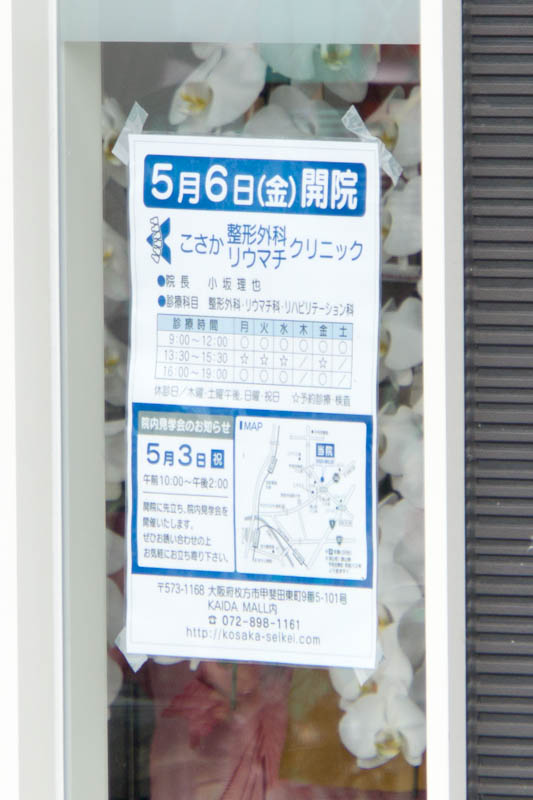 5月6日(金)開院
こさか整形外科リウマチクリニック
●院長 小坂理也
●診療科目 整形外科・リウマチ科・リハビリテーション科
診療時間 月 火 水 木 金 土
9:00～12:00 ○ ○ ○ ○ ○ ○
13:30～15:30 ☆ ☆ ☆ / ☆ /
16:00～19:00 ○ ○ ○ / ○ /
休診日/木曜・土曜午後、日曜・祝日 ☆予約診療・検査
院内見学会のお知らせ
5月3日祝
午前10:00～午後2:00
開院に先立ち、院内見学会を
開催いたします。
ぜひお誘い合わせの上
お気軽にお立ち寄り下さい。
MAP
当院
〒573-1168 大阪府枚方市甲斐田東町9番5-101号
KAIDA MALL内
☎ 072-898-1161
http://kosaka-seikei.com